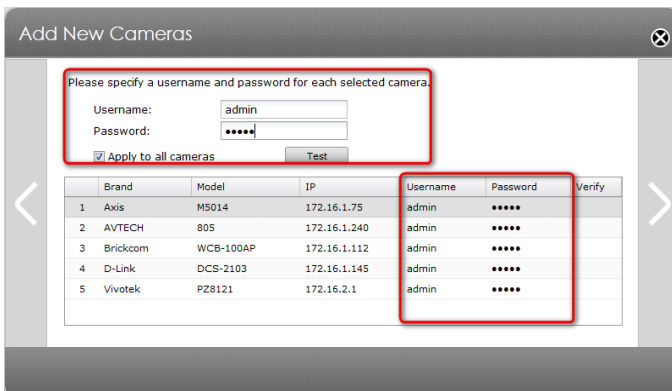 Add New Cameras
Please specify a username and password for each selected camera.
Username: admin
Password: •••••
Apply to all cameras Test
Brand Model IP Username Password Verify
1 Axis M5014 172.16.1.75 admin •••••
2 AVTECH 805 172.16.1.240 admin •••••
3 Brickcom WCB-100AP 172.16.1.112 admin •••••
4 D-Link DCS-2103 172.16.1.145 admin •••••
5 Vivotek PZ8121 172.16.2.1 admin •••••